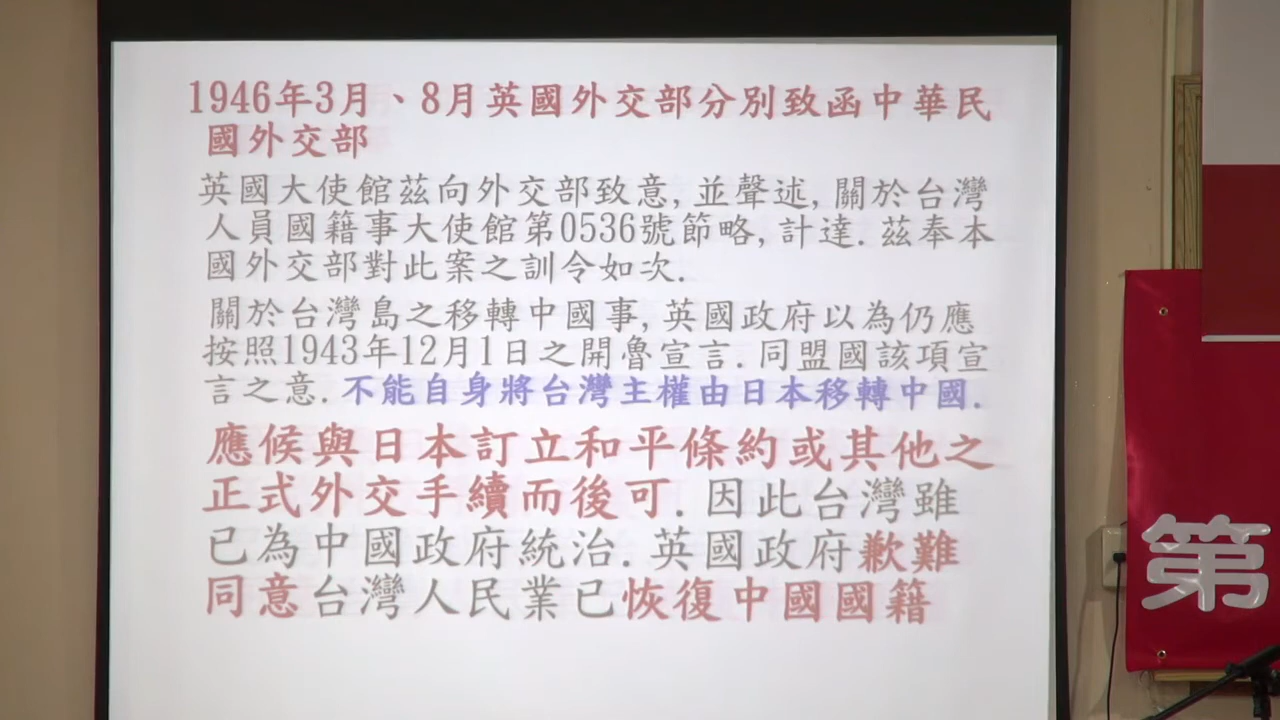 1946年3月、8月英國外交部分別致函中華民
國外交部
英國大使館茲向外交部致意,並聲述,關於台灣
人員國籍事大使館第0536號節略,計達.茲奉本
國外交部對此案之訓令如次.
關於台灣島之移轉中國事,英國政府以為仍應
按照1943年12月1日之開魯宣言.同盟國該項宣
言之意.不能自身將台灣主權由日本移轉中國.
應候與日本訂立和平條約或其他之
正式外交手續而後可.因此台灣雖
已為中國政府統治.英國政府歉難
同意台灣人民業已恢復中國國籍
第